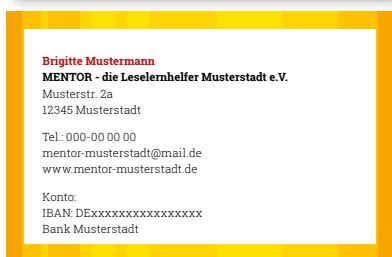 Brigitte Mustermann
MENTOR - die Leselernhelfer Musterstadt e.V.
Musterstr. 2a
12345 Musterstadt
Tel.: 000-00 00 00
mentor-musterstadt@mail.de
www.mentor-musterstadt.de
Konto:
IBAN: DExxxxxxxxxxxxxxxxx
Bank Musterstadt